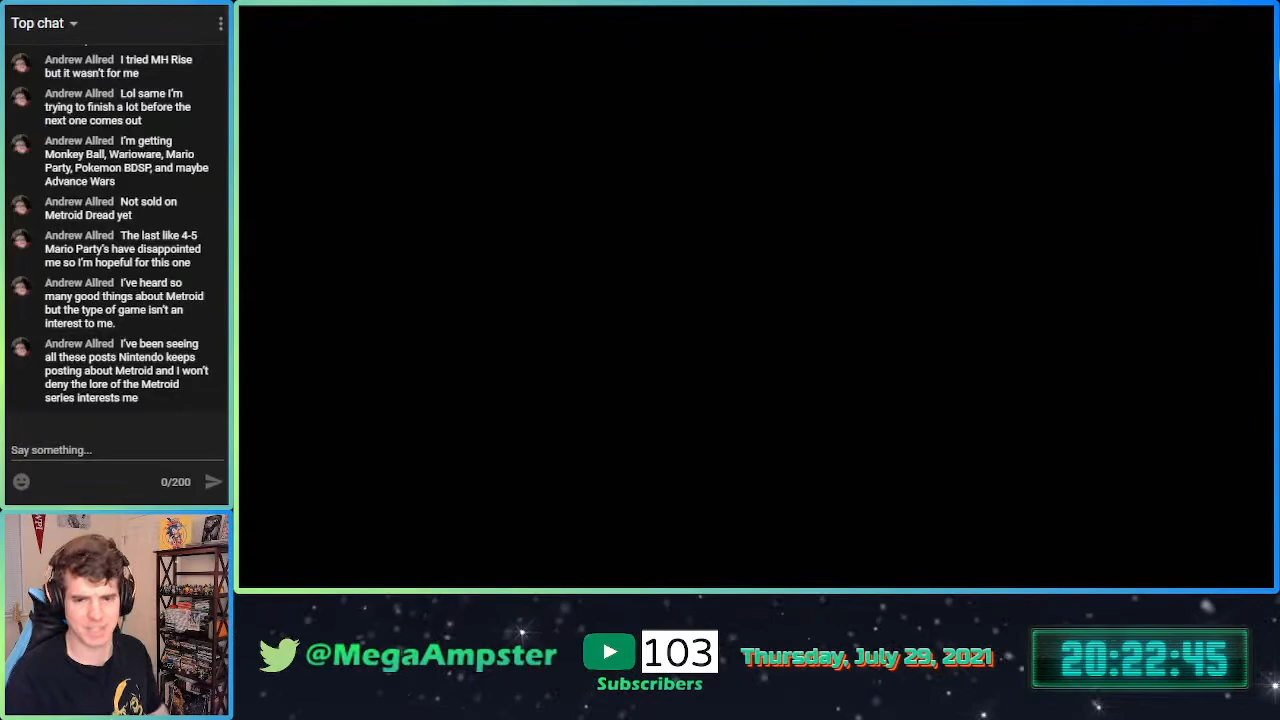 Top chat
Andrew Allred I tried MH Rise
but it wasn't for me
Andrew Allred Lol same I'm
trying to finish a lot before the
next one comes out
Andrew Allred I'm getting
Monkey Ball, Warioware, Mario
Party, Pokemon BDSP, and maybe
Advance Wars
Andrew Allred Not sold on
Metroid Dread yet
Andrew Allred The last like 4-5
Mario Party's have disappointed
me so I'm hopeful for this one
Andrew Allred I've heard so
many good things about Metroid
but the type of game isn't an
interest to me.
Andrew Allred I've been seeing
all these posts Nintendo keeps
posting about Metroid and I won't
deny the lore of the Metroid
series interests me
Say something...
0/200
@MegaAmpster
103
Subscribers
Thursday, July 29, 2021
20:22:45